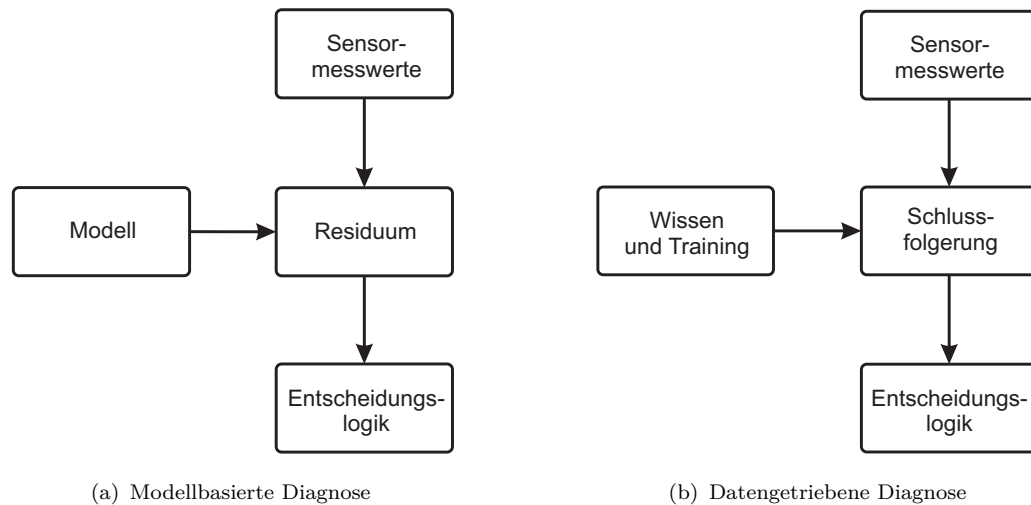 Sensor-
messwerte
Modell
Residuum
Entscheidungs-
logik
(a) Modellbasierte Diagnose
Sensor-
messwerte
Wissen
und Training
Schluss-
folgerung
Entscheidungs-
logik
(b) Datengetriebene Diagnose